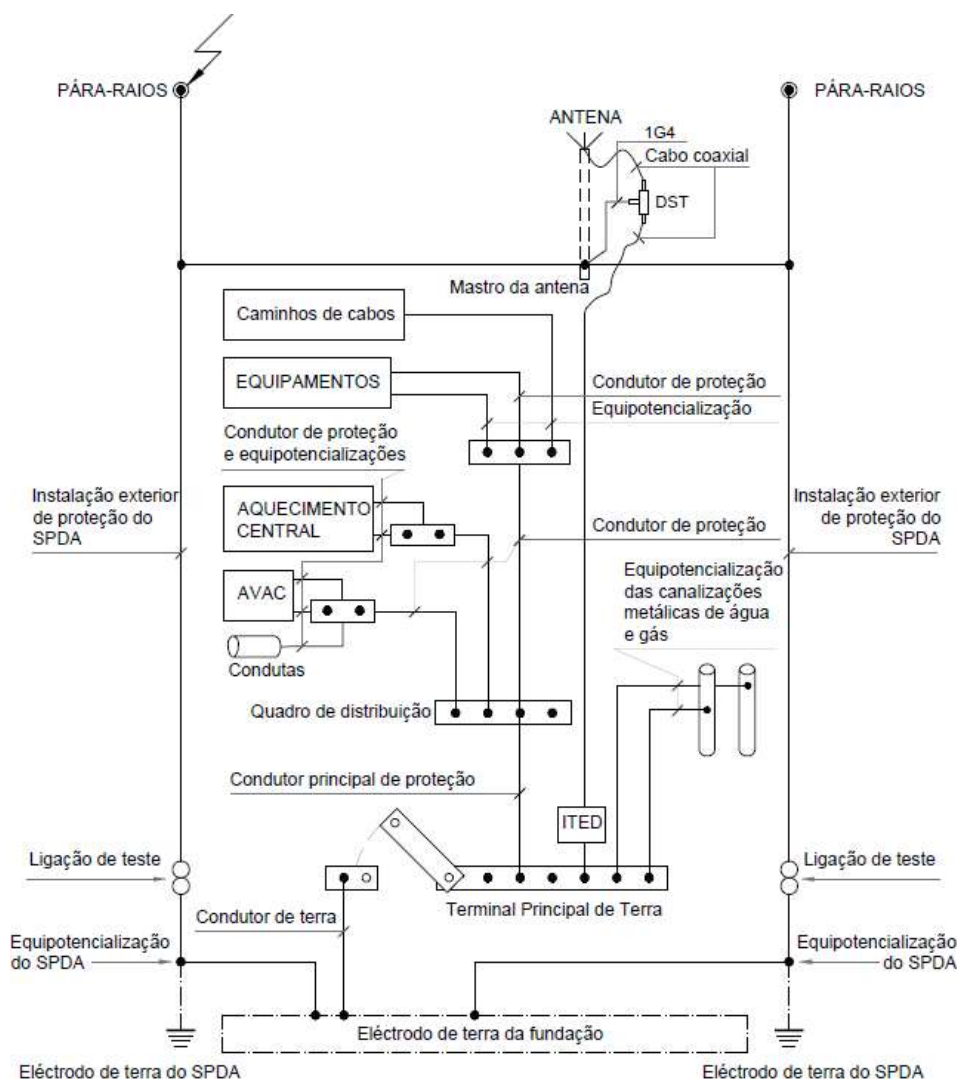 PÁRA-RAIOS
PÁRA-RAIOS
ANTENA
1G4
Cabo coaxial
DST
Mastro da antena
Caminhos de cabos
EQUIPAMENTOS
Condutor de proteção
Equipotencialização
Condutor de proteção
e equipotencializações
Instalação exterior
de proteção do
SPDA
AQUECIMENTO
CENTRAL
Condutor de proteção
Instalação exterior
de proteção do
SPDA
AVAC
Equipotencialização
das canalizações
metálicas de água
e gás
Condutas
Quadro de distribuição
Condutor principal de proteção
ITED
Ligação de teste
Ligação de teste
Terminal Principal de Terra
Condutor de terra
Equipotencialização
do SPDA
Equipotencialização
do SPDA
Eléctrodo de terra da fundação
Eléctrodo de terra do SPDA
Eléctrodo de terra do SPDA